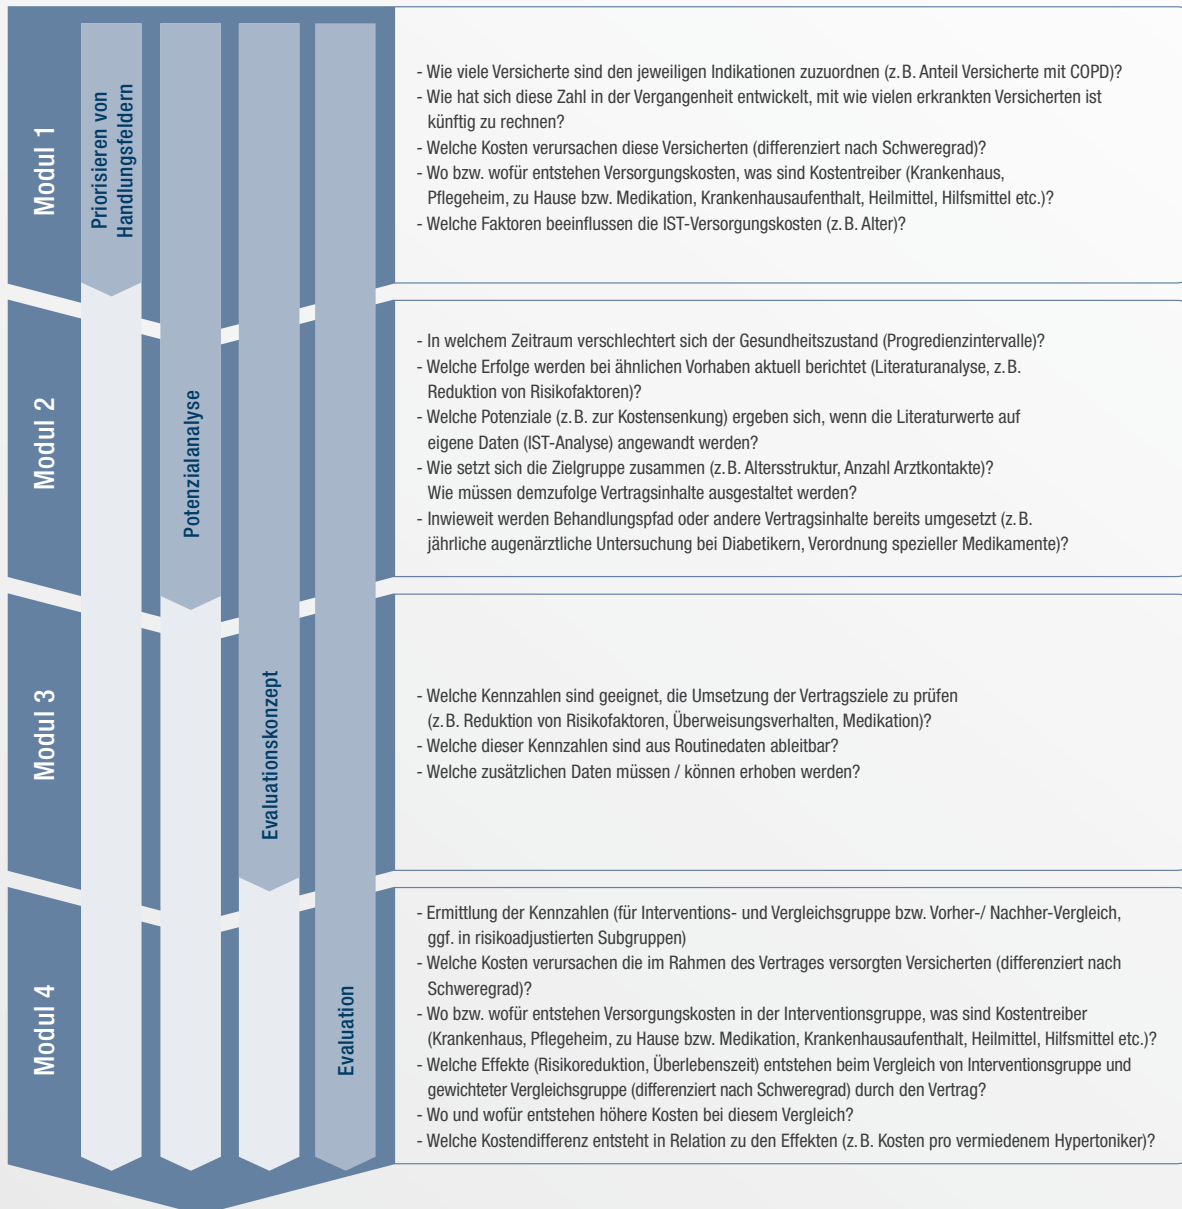 Modul 1
Priorisieren von
Handlungsfeldern
- Wie viele Versicherte sind den jeweiligen Indikationen zuzuordnen (z.B. Anteil Versicherte mit COPD)?
- Wie hat sich diese Zahl in der Vergangenheit entwickelt, mit wie vielen erkrankten Versicherten ist
künftig zu rechnen?
- Welche Kosten verursachen diese Versicherten (differenziert nach Schweregrad)?
- Wo bzw. wofür entstehen Versorgungskosten, was sind Kostentreiber (Krankenhaus,
Pflegeheim, zu Hause bzw. Medikation, Krankenhausaufenthalt, Heilmittel, Hilfsmittel etc.)?
- Welche Faktoren beeinflussen die IST-Versorgungskosten (z.B. Alter)?
Modul 2
Potenzialanalyse
- In welchem Zeitraum verschlechtert sich der Gesundheitszustand (Progredienzintervalle)?
- Welche Erfolge werden bei ähnlichen Vorhaben aktuell berichtet (Literaturanalyse, z.B.
Reduktion von Risikofaktoren)?
- Welche Potenziale (z.B. zur Kostensenkung) ergeben sich, wenn die Literaturwerte auf
eigene Daten (IST-Analyse) angewandt werden?
- Wie setzt sich die Zielgruppe zusammen (z.B. Altersstruktur, Anzahl Arztkontakte)?
Wie müssen demzufolge Vertragsinhalte ausgestaltet werden?
- Inwieweit werden Behandlungspfad oder andere Vertragsinhalte bereits umgesetzt (z.B.
jährliche augenärztliche Untersuchung bei Diabetikern, Verordnung spezieller Medikamente)?
Modul 3
Evaluationskonzept
- Welche Kennzahlen sind geeignet, die Umsetzung der Vertragsziele zu prüfen
(z.B. Reduktion von Risikofaktoren, Überweisungsverhalten, Medikation)?
- Welche dieser Kennzahlen sind aus Routinedaten ableitbar?
- Welche zusätzlichen Daten müssen / können erhoben werden?
Modul 4
Evaluation
- Ermittlung der Kennzahlen (für Interventions- und Vergleichsgruppe bzw. Vorher-/ Nachher-Vergleich,
ggf. in risikoadjustierten Subgruppen)
- Welche Kosten verursachen die im Rahmen des Vertrages versorgten Versicherten (differenziert nach
Schweregrad)?
- Wo bzw. wofür entstehen Versorgungskosten in der Interventionsgruppe, was sind Kostentreiber
(Krankenhaus, Pflegeheim, zu Hause bzw. Medikation, Krankenhausaufenthalt, Heilmittel, Hilfsmittel etc.)?
- Welche Effekte (Risikoreduktion, Überlebenszeit) entstehen beim Vergleich von Interventionsgruppe und
gewichteter Vergleichsgruppe (differenziert nach Schweregrad) durch den Vertrag?
- Wo und wofür entstehen höhere Kosten bei diesem Vergleich?
- Welche Kostendifferenz entsteht in Relation zu den Effekten (z.B. Kosten pro vermiedenem Hypertoniker)?